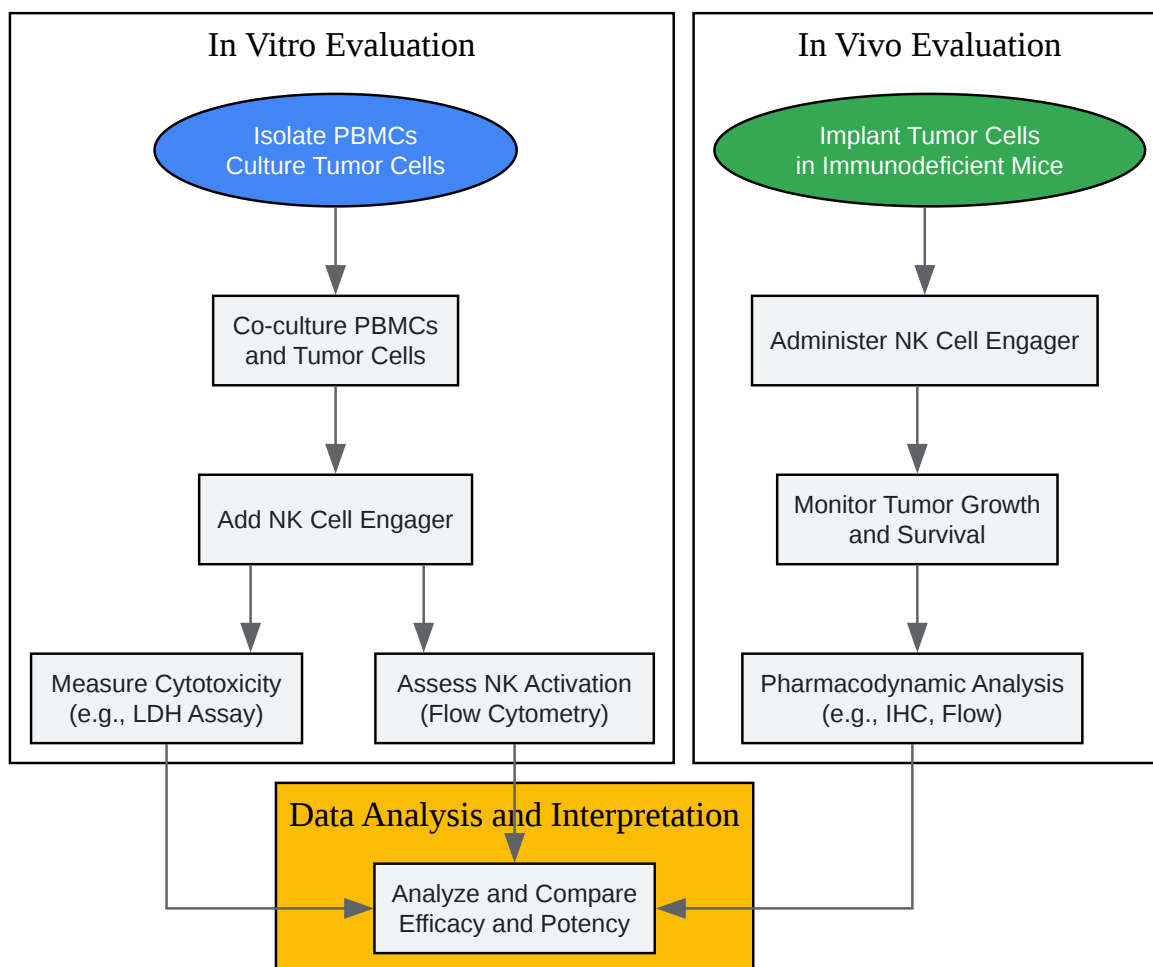 In Vitro Evaluation
Isolate PBMCs
Culture Tumor Cells
Co-culture PBMCs
and Tumor Cells
Add NK Cell Engager
Measure Cytotoxicity
(e.g., LDH Assay)
Assess NK Activation
(Flow Cytometry)
In Vivo Evaluation
Implant Tumor Cells
in Immunodeficient Mice
Administer NK Cell Engager
Monitor Tumor Growth
and Survival
Pharmacodynamic Analysis
(e.g., IHC, Flow)
Data Analysis and Interpretation
Analyze and Compare
Efficacy and Potency